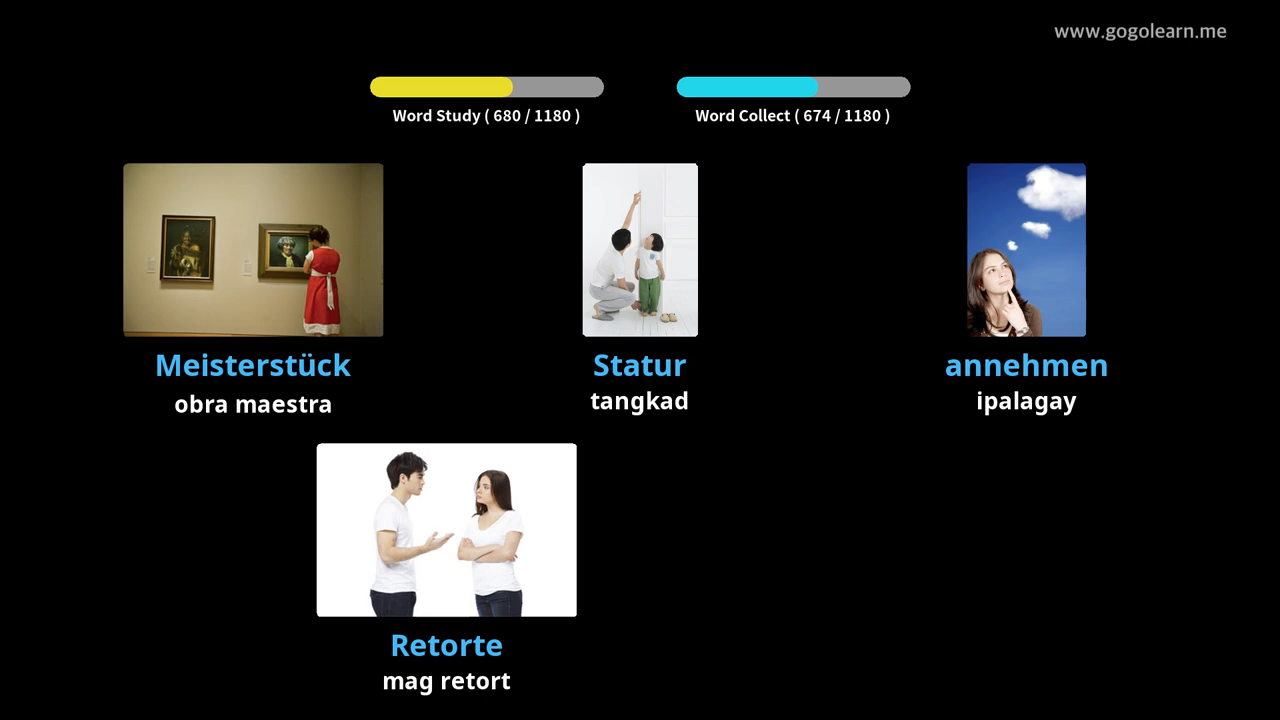 www.gogolearn.me
Word Study ( 680 / 1180 )
Word Collect ( 674 / 1180 )
Meisterstück
obra maestra
Statur
tangkad
annehmen
ipalagay
Retorte
mag retort